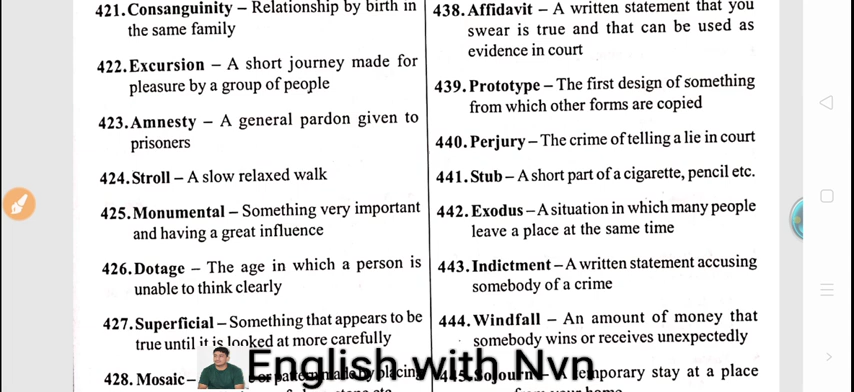 421. Consanguinity – Relationship by birth in
the same family
422. Excursion – A short journey made for
pleasure by a group of people
423. Amnesty – A general pardon given to
prisoners
424. Stroll – A slow relaxed walk
425. Monumental – Something very important
and having a great influence
426. Dotage – The age in which a person is
unable to think clearly
427. Superficial – Something that appears to be
true until it is looked at more carefully
428. Mosaic – or pattern made by placing
438. Affidavit – A written statement that you
swear is true and that can be used as
evidence in court
439. Prototype – The first design of something
from which other forms are copied
440. Perjury – The crime of telling a lie in court
441. Stub – A short part of a cigarette, pencil etc.
442. Exodus – A situation in which many people
leave a place at the same time
443. Indictment – A written statement accusing
somebody of a crime
444. Windfall – An amount of money that
somebody wins or receives unexpectedly
445. Sojourn – A temporary stay at a place
English with Nvn